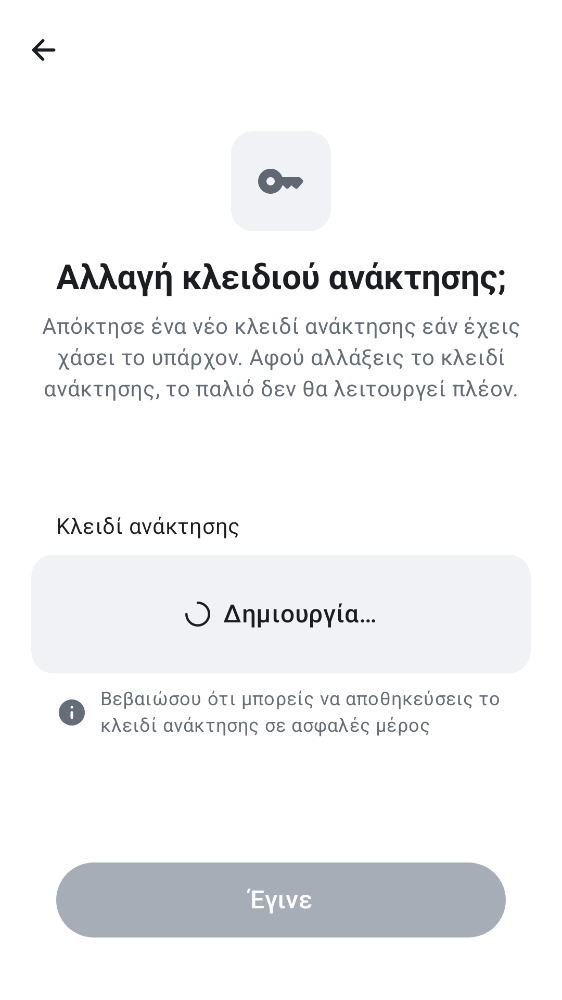 Αλλαγή κλειδιού ανάκτησης;
Απόκτησε ένα νέο κλειδί ανάκτησης εάν έχεις
χάσει το υπάρχον. Αφού αλλάξεις το κλειδί
ανάκτησης, το παλιό δεν θα λειτουργεί πλέον.
Κλειδί ανάκτησης
Δημιουργία…
Βεβαιώσου ότι μπορείς να αποθηκεύσεις το
κλειδί ανάκτησης σε ασφαλές μέρος
Έγινε